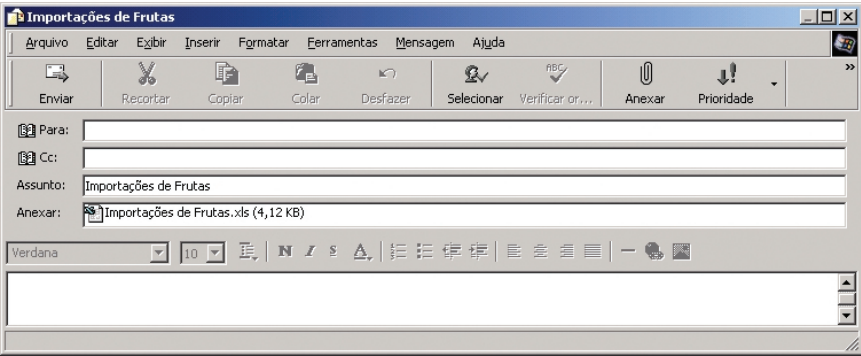 Importações de Frutas
Arquivo Editar Exibir Inserir Formatar Ferramentas Mensagem Ajuda
Enviar Recortar Copiar Colar Desfazer Selecionar Verificar or... Anexar Prioridade
Para:
Cc:
Assunto: Importações de Frutas
Anexar: Importações de Frutas.xls (4,12 KB)
Verdana 10 N I S A